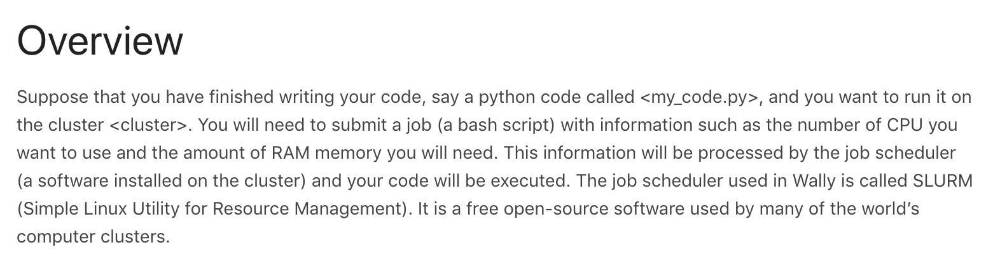 Overview
Suppose that you have finished writing your code, say a python code called <my_code.py>, and you want to run it on
the cluster <cluster>. You will need to submit a job (a bash script) with information such as the number of CPU you
want to use and the amount of RAM memory you will need. This information will be processed by the job scheduler
(a software installed on the cluster) and your code will be executed. The job scheduler used in Wally is called SLURM
(Simple Linux Utility for Resource Management). It is a free open-source software used by many of the world’s
computer clusters.